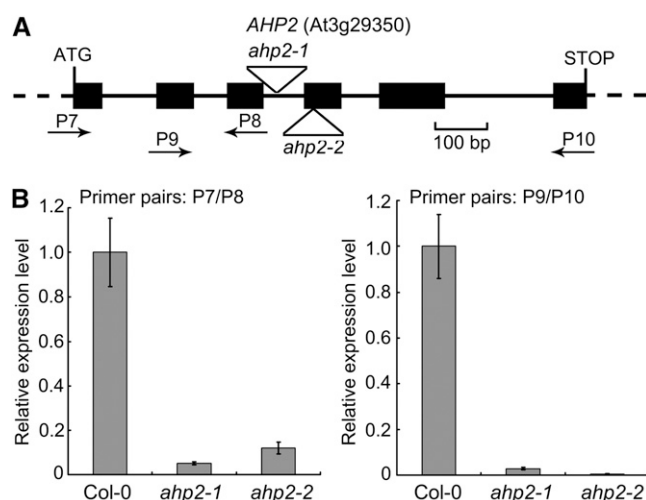 A
AHP2 (At3g29350)
ahp2-1
ATG
STOP
P7
P9
P8
ahp2-2
100 bp
P10
B
Primer pairs: P7/P8
Relative expression level
1.2
1.0
0.8
0.6
0.4
0.2
0
Col-0
ahp2-1
ahp2-2
Primer pairs: P9/P10
Relative expression level
1.2
1.0
0.8
0.6
0.4
0.2
0
Col-0
ahp2-1
ahp2-2